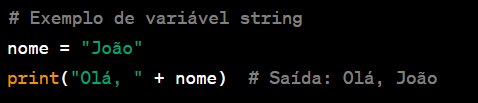 # Exemplo de variável string
nome = "João"
print("Olá, " + nome)  # Saída: Olá, João